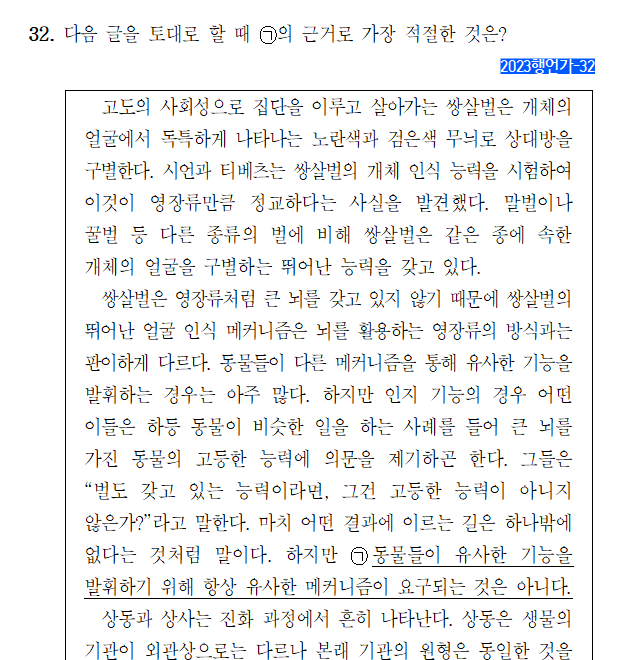 32. 다음 글을 토대로 할 때 ㉠의 근거로 가장 적절한 것은?
2023행언가-32
고도의 사회성으로 집단을 이루고 살아가는 쌍살벌은 개체의
얼굴에서 독특하게 나타나는 노란색과 검은색 무늬로 상대방을
구별한다. 시언과 티베츠는 쌍살벌의 개체 인식 능력을 시험하여
이것이 영장류만큼 정교하다는 사실을 발견했다. 말벌이나
꿀벌 등 다른 종류의 벌에 비해 쌍살벌은 같은 종에 속한
개체의 얼굴을 구별하는 뛰어난 능력을 갖고 있다.
쌍살벌은 영장류처럼 큰 뇌를 갖고 있지 않기 때문에 쌍살벌의
뛰어난 얼굴 인식 메커니즘은 뇌를 활용하는 영장류의 방식과는
판이하게 다르다. 동물들이 다른 메커니즘을 통해 유사한 기능을
발휘하는 경우는 아주 많다. 하지만 인지 기능의 경우 어떤
이들은 하등 동물이 비슷한 일을 하는 사례를 들어 큰 뇌를
가진 동물의 고등한 능력에 의문을 제기하곤 한다. 그들은
“벌도 갖고 있는 능력이라면, 그건 고등한 능력이 아니지
않은가?”라고 말한다. 마치 어떤 결과에 이르는 길은 하나밖에
없다는 것처럼 말이다. 하지만 ㉠동물들이 유사한 기능을
발휘하기 위해 항상 유사한 메커니즘이 요구되는 것은 아니다.
상동과 상사는 진화 과정에서 흔히 나타난다. 상동은 생물의
기관이 외관상으로는 다르나 본래 기관의 원형은 동일한 것을